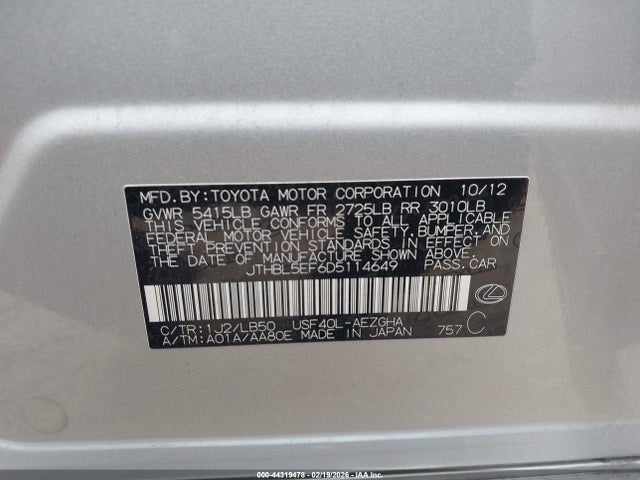 MFD.BY:TOYOTA MOTOR CORPORATION 10/12
GVWR 5415LB GAWR FR 2725LB RR 3010LB
THIS VEHICLE CONFORMS TO ALL APPLICABLE
FEDERAL MOTOR VEHICLE SAFETY,BUMPER,AND
THEFT PREVENTION STANDARDS IN EFFECT ON
THE DATE OF MANUFACTURE SHOWN ABOVE.
JTHBL5EF6D5114649 PASS.CAR
C/TR:1J2/LB50 USF40L-AEZGHA
A/TM:A01A/AA80E MADE IN JAPAN 757 C
000-44319478 - 02/19/2026 - COPYRIGHT IAA, LLC.